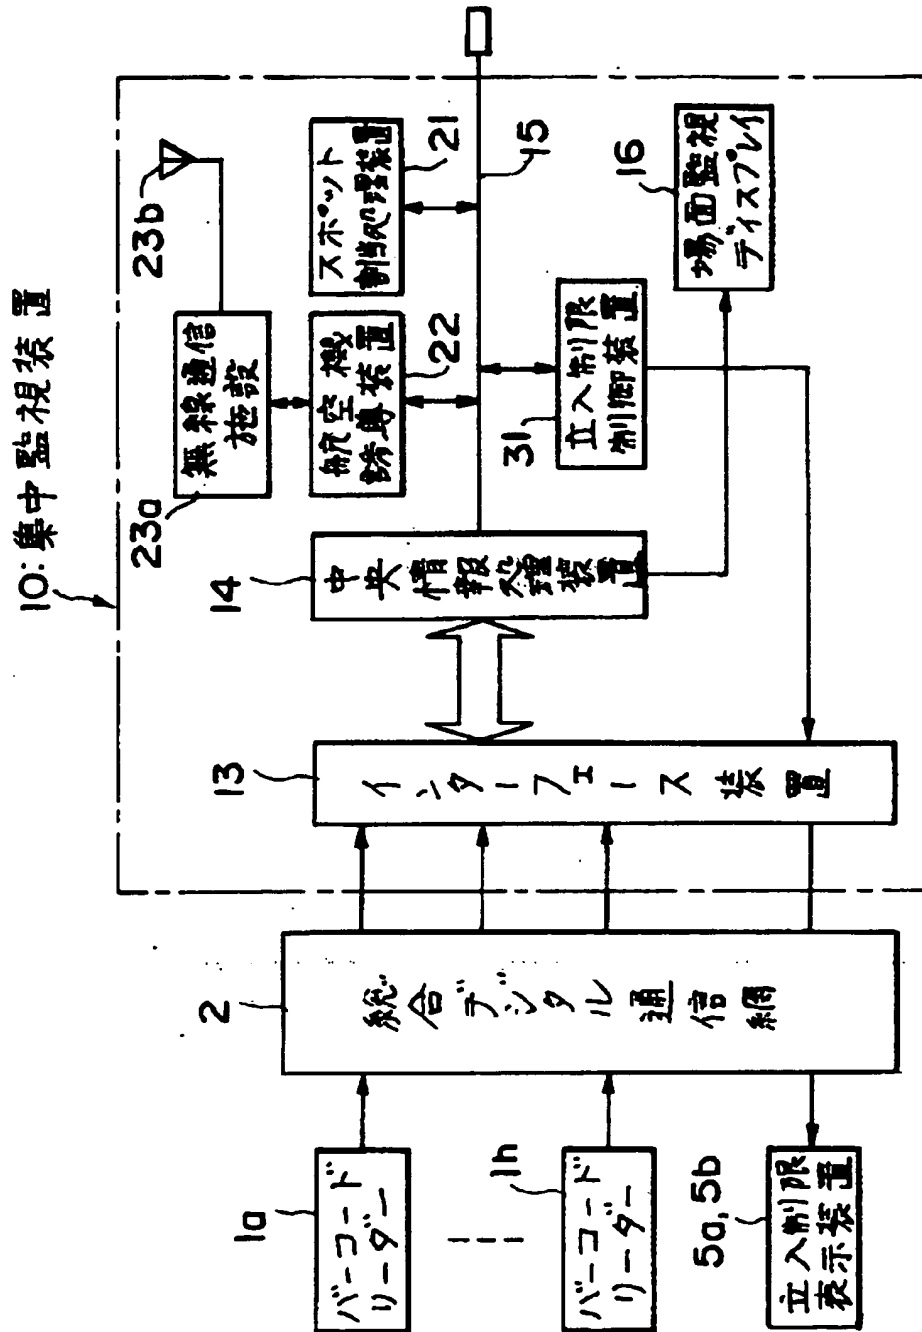 10:集中監視装置
23b
無線通信
施設
23a
スポット
割当処理装置
21
航空機
誘導装置
22
15
立入制限
制御装置
31
場面監視
ディスプレイ
16
中央情報処理装置
14
インターフェース装置
13
総合デジタル通信網
2
バーコード
リーダー
1a
バーコード
リーダー
1h
立入制限
表示装置
5a,5b